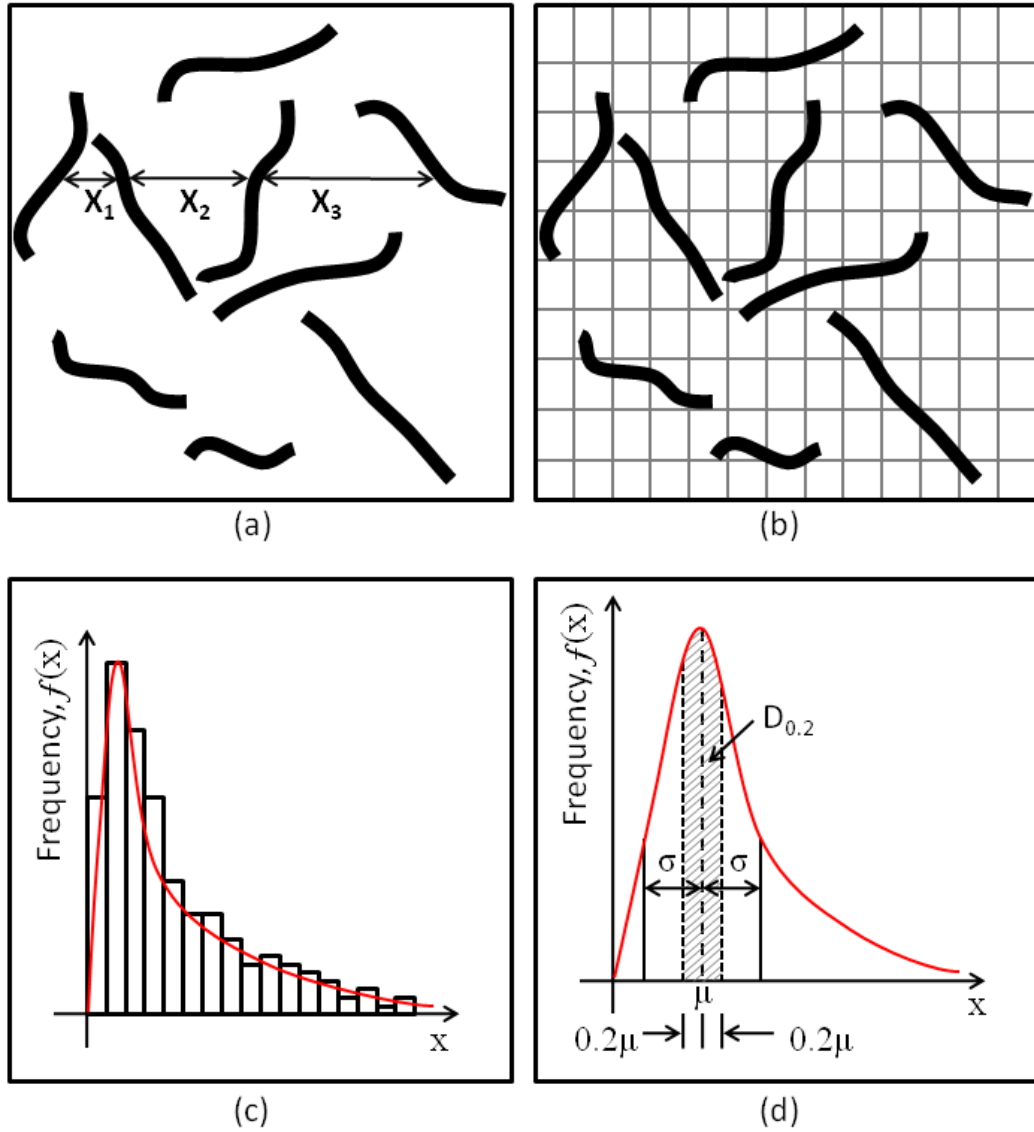 X₁ X₂ X₃
(a)
(b)
Frequency, f(x)
x
(c)
Frequency, f(x)
D₀.₂
σ σ
μ
x
0.2μ 0.2μ
(d)